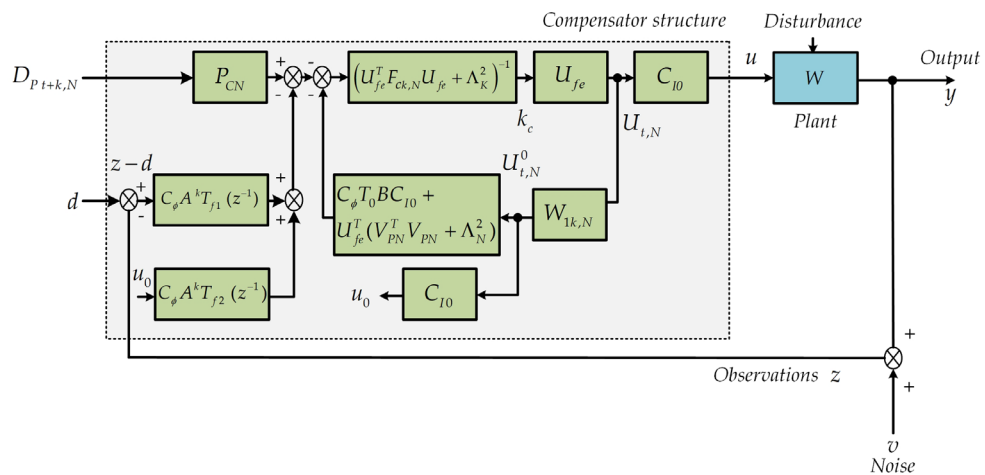 Compensator structure
Disturbance
Output
D_{P t+k,N}
P_{CN}
+
-
-
-
(U_{fe}^T F_{ck,N} U_{fe} + Λ_K^2)^{-1}
U_{fe}
C_{I0}
u
W
y
k_c
U_{t,N}
Plant
z – d
U_{t,N}^0
d
+
-
C_ϕ A^k T_{f1} (z^{-1})
+
+
C_ϕ T_0 B C_{I0} +
U_{fe}^T (V_{PN}^T V_{PN} + Λ_N^2)
W_{1k,N}
u_0
C_ϕ A^k T_{f2} (z^{-1})
u_0
C_{I0}
+
Observations z
+
v
Noise